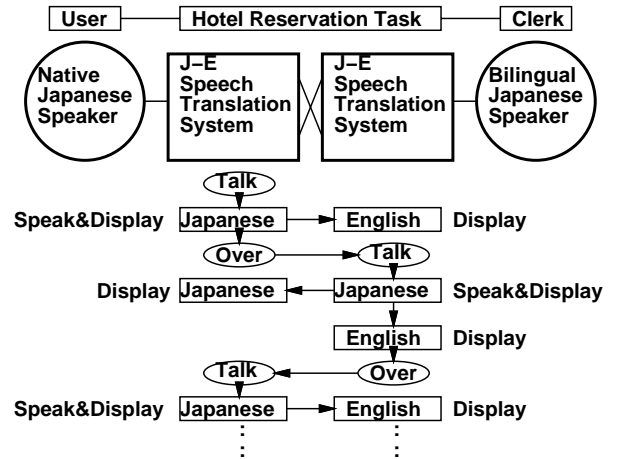 User Hotel Reservation Task Clerk
Native Japanese Speaker
J–E Speech Translation System
J–E Speech Translation System
Bilingual Japanese Speaker
Talk
Speak&Display Japanese English Display
Over Talk
Display Japanese Japanese Speak&Display
English Display
Talk Over
Speak&Display Japanese English Display